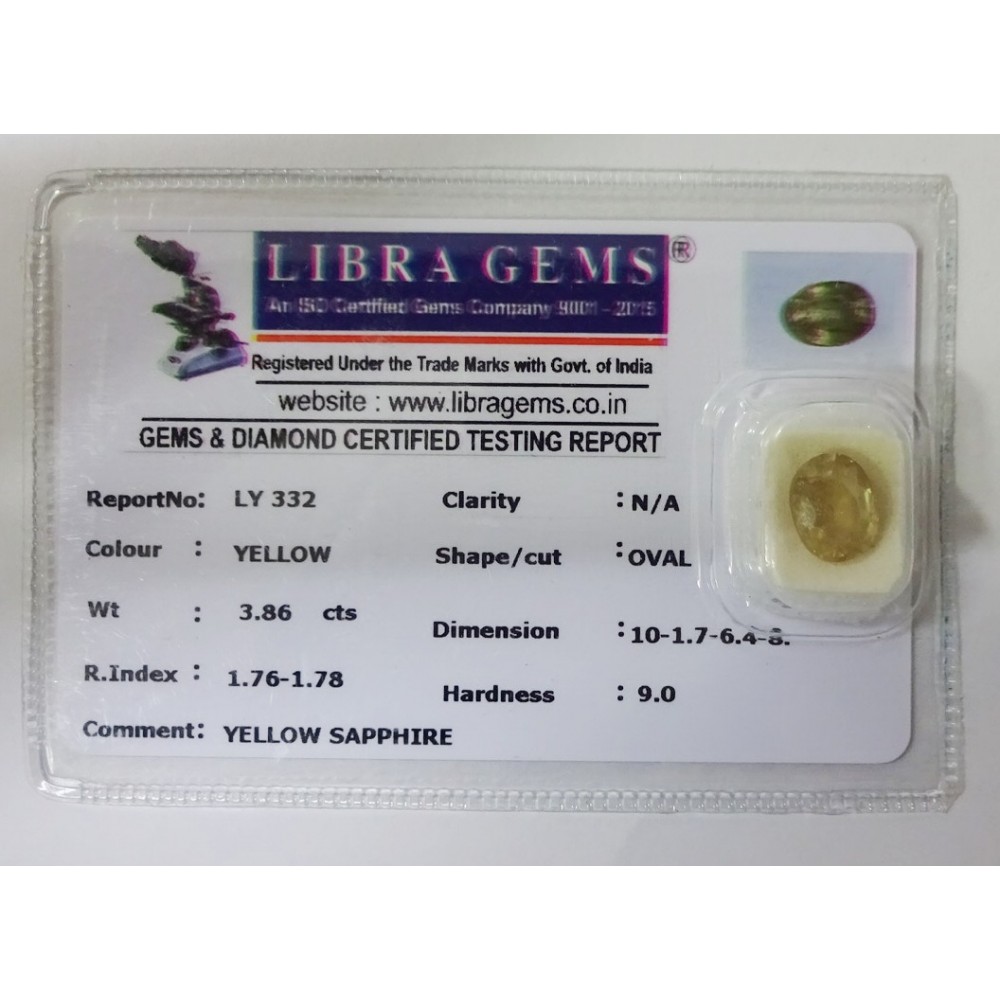 LIBRA GEMS ®
An ISO Certified Gems Company 9001 - 2015
Registered Under the Trade Marks with Govt. of India
website : www.libragems.co.in
GEMS & DIAMOND CERTIFIED TESTING REPORT
ReportNo: LY 332
Clarity : N/A
Colour : YELLOW
Shape/cut : OVAL
Wt : 3.86 cts
Dimension : 10-1.7-6.4-8.
R.Index : 1.76-1.78
Hardness : 9.0
Comment: YELLOW SAPPHIRE